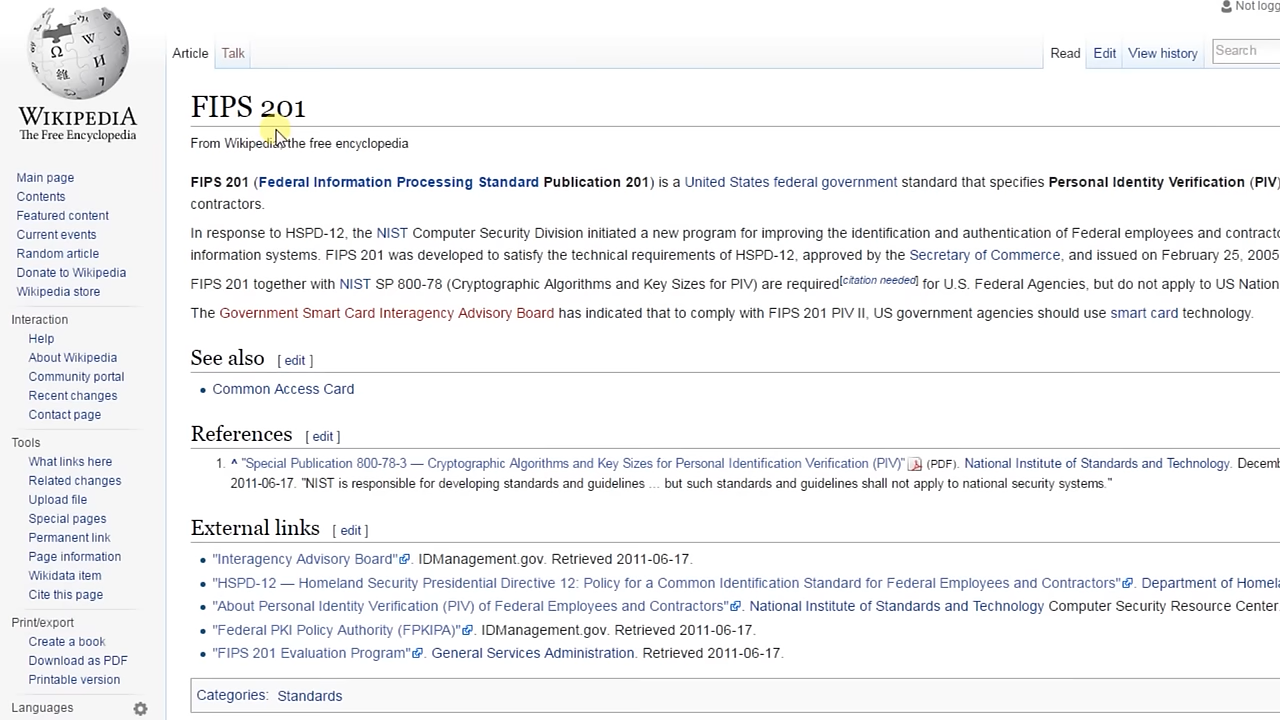 Not logg
Article
Talk
Read
Edit
View history
Search
WIKIPEDIA
The Free Encyclopedia
FIPS 201
From Wikipedia, the free encyclopedia
Main page
Contents
Featured content
Current events
Random article
Donate to Wikipedia
Wikipedia store
Interaction
Help
About Wikipedia
Community portal
Recent changes
Contact page
Tools
What links here
Related changes
Upload file
Special pages
Permanent link
Page information
Wikidata item
Cite this page
Print/export
Create a book
Download as PDF
Printable version
Languages
FIPS 201 (Federal Information Processing Standard Publication 201) is a United States federal government standard that specifies Personal Identity Verification (PIV)
contractors.
In response to HSPD-12, the NIST Computer Security Division initiated a new program for improving the identification and authentication of Federal employees and contracto
information systems. FIPS 201 was developed to satisfy the technical requirements of HSPD-12, approved by the Secretary of Commerce, and issued on February 25, 2005
FIPS 201 together with NIST SP 800-78 (Cryptographic Algorithms and Key Sizes for PIV) are required[citation needed] for U.S. Federal Agencies, but do not apply to US Nation
The Government Smart Card Interagency Advisory Board has indicated that to comply with FIPS 201 PIV II, US government agencies should use smart card technology.
See also [ edit ]
• Common Access Card
References [ edit ]
1. ^ "Special Publication 800-78-3 — Cryptographic Algorithms and Key Sizes for Personal Identification Verification (PIV)" (PDF). National Institute of Standards and Technology. Decemb
2011-06-17. "NIST is responsible for developing standards and guidelines ... but such standards and guidelines shall not apply to national security systems."
External links [ edit ]
• "Interagency Advisory Board". IDManagement.gov. Retrieved 2011-06-17.
• "HSPD-12 — Homeland Security Presidential Directive 12: Policy for a Common Identification Standard for Federal Employees and Contractors". Department of Homela
• "About Personal Identity Verification (PIV) of Federal Employees and Contractors". National Institute of Standards and Technology Computer Security Resource Center.
• "Federal PKI Policy Authority (FPKIPA)". IDManagement.gov. Retrieved 2011-06-17.
• "FIPS 201 Evaluation Program". General Services Administration. Retrieved 2011-06-17.
Categories: Standards